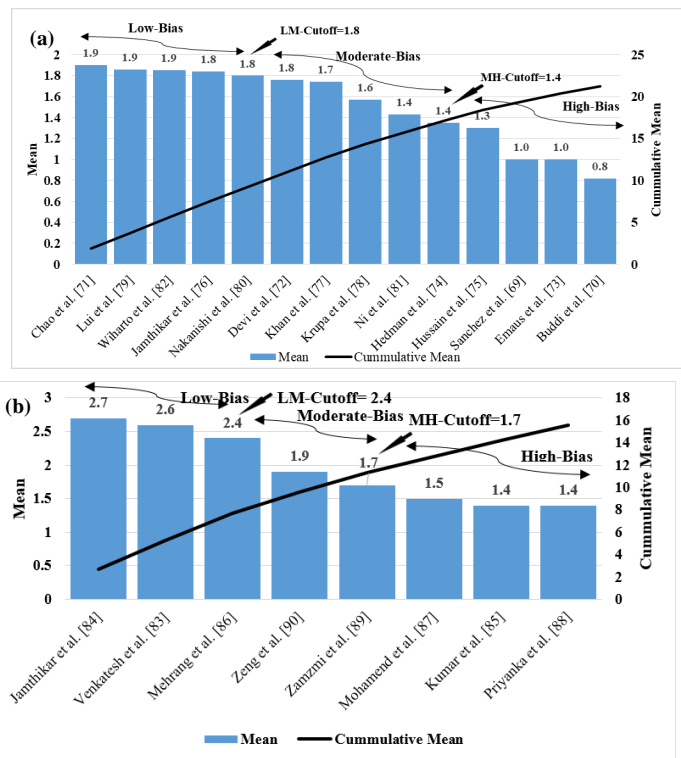 (a)
Low-Bias
LM-Cutoff=1.8
Moderate-Bias
MH-Cutoff=1.4
High-Bias
Mean
2
1.8
1.6
1.4
1.2
1
0.8
0.6
0.4
0.2
0
1.9
1.9
1.9
1.8
1.8
1.8
1.7
1.6
1.4
1.4
1.3
1.0
1.0
0.8
25
20
15
10
5
0
Cummulative Mean
Chao et al. [71]
Lui et al. [79]
Wiharto et al. [82]
Jamthikar et al. [76]
Nakanishi et al. [80]
Devi et al. [72]
Khan et al. [77]
Krupa et al. [78]
Ni et al. [81]
Hedman et al. [74]
Hussain et al. [75]
Sanchez et al. [69]
Emaus et al. [73]
Buddi et al. [70]
Mean
Cummulative Mean
(b)
Low-Bias
LM-Cutoff= 2.4
Moderate-Bias
MH-Cutoff=1.7
High-Bias
Mean
3
2.5
2
1.5
1
0.5
0
2.7
2.6
2.4
1.9
1.7
1.5
1.4
1.4
18
16
14
12
10
8
6
4
2
0
Cummulative Mean
Jamthikar et al. [84]
Venkatesh et al. [83]
Mehrang et al. [86]
Zeng et al. [90]
Zamzmi et al. [89]
Mohamend et al. [87]
Kumar et al. [85]
Priyanka et al. [88]
Mean
Cummulative Mean